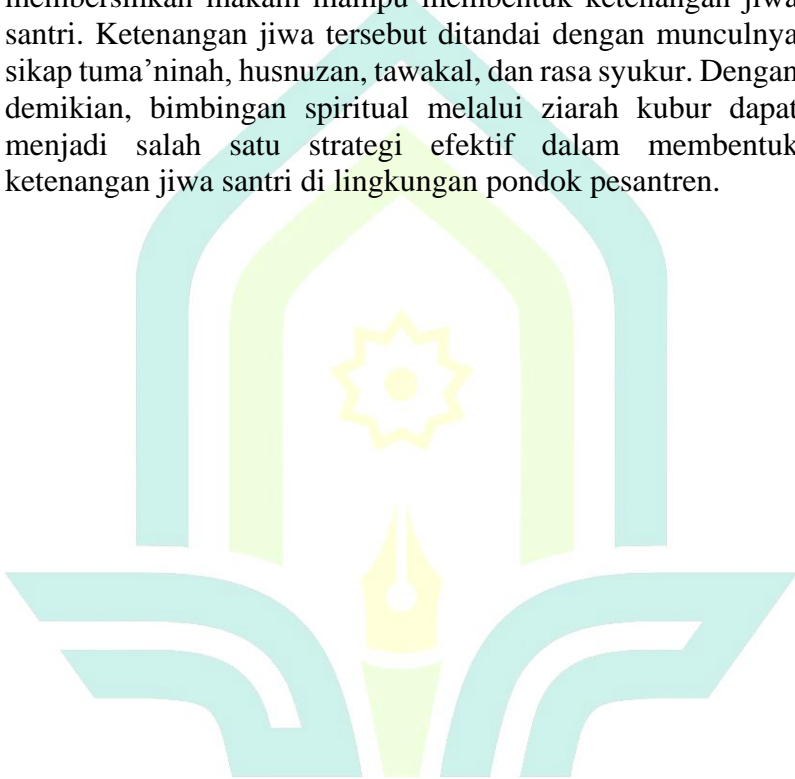 membersihkan makam mampu membentuk ketenangan jiwa
santri. Ketenangan jiwa tersebut ditandai dengan munculnya
sikap tuma’ninah, husnuzan, tawakal, dan rasa syukur. Dengan
demikian, bimbingan spiritual melalui ziarah kubur dapat
menjadi salah satu strategi efektif dalam membentuk
ketenangan jiwa santri di lingkungan pondok pesantren.